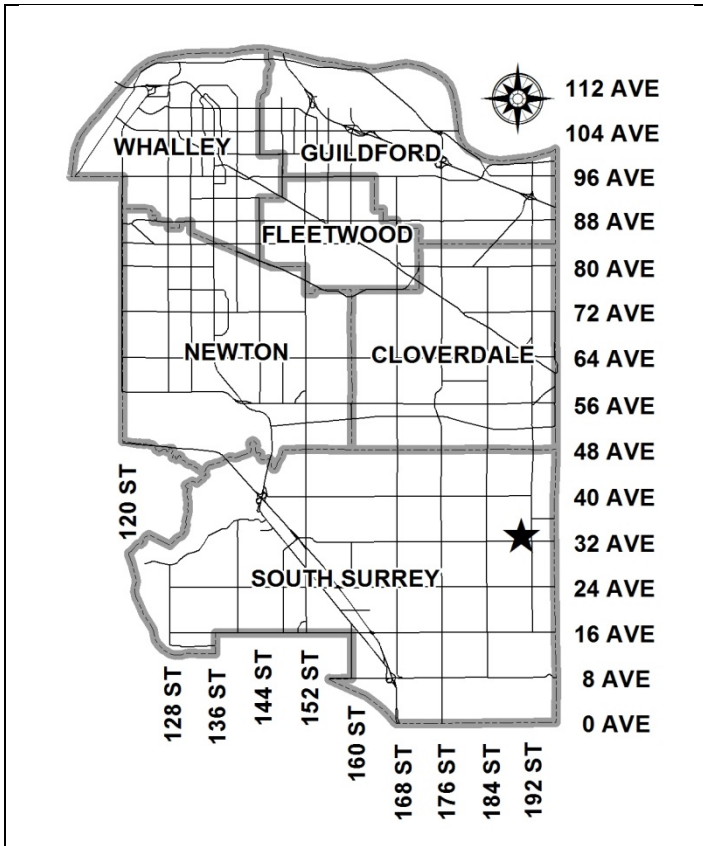 112 AVE
104 AVE
WHALLEY
GUILDFORD
96 AVE
88 AVE
FLEETWOOD
80 AVE
72 AVE
NEWTON
CLOVERDALE
64 AVE
56 AVE
48 AVE
40 AVE
120 ST
32 AVE
SOUTH SURREY
24 AVE
16 AVE
8 AVE
0 AVE
128 ST
136 ST
144 ST
152 ST
160 ST
168 ST
176 ST
184 ST
192 ST